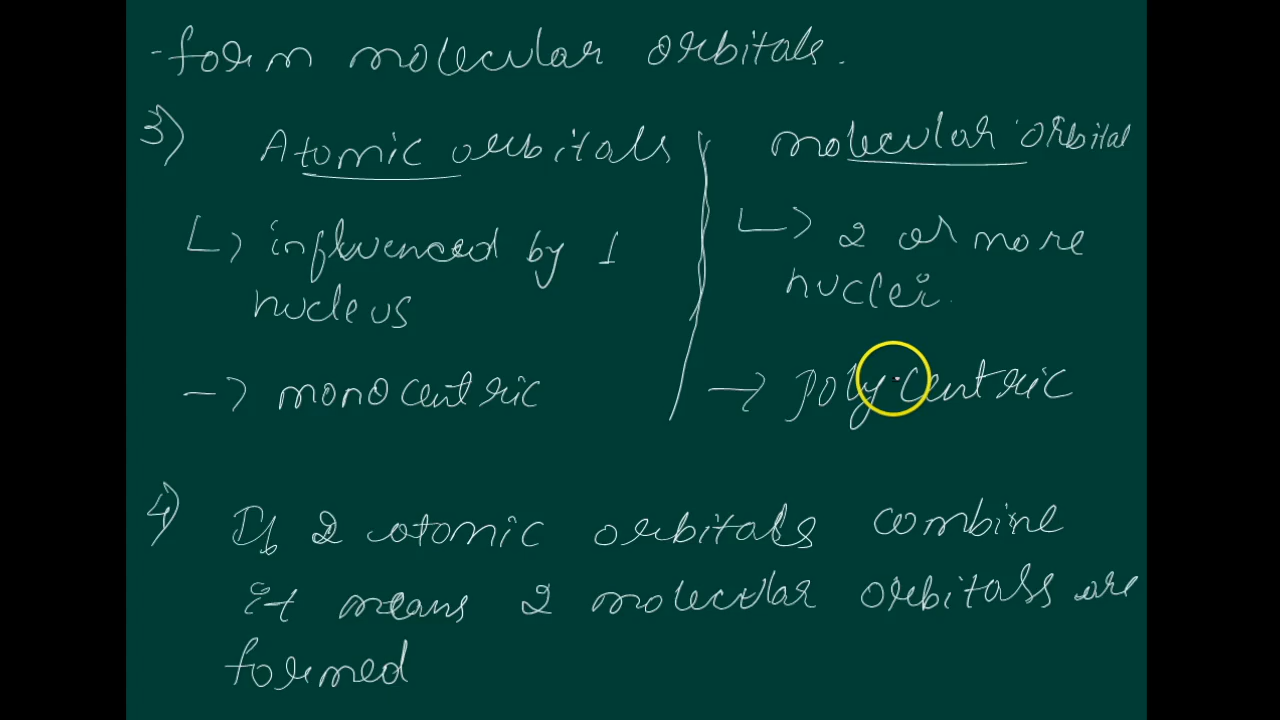 -form molecular orbitals.
3) Atomic orbitals molecular orbital
↳ influenced by 1 ↳ 2 or more
nucleus nuclei.
→ monocentric → polycentric
4) If 2 atomic orbitals combine
it means 2 molecular orbitals are
formed